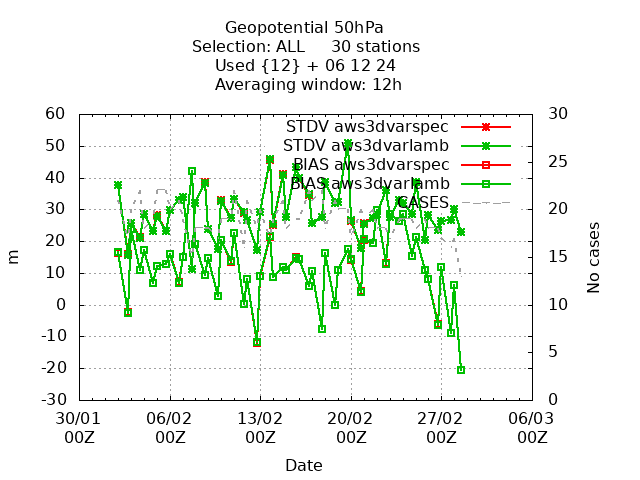 Geopotential 50hPa
Selection: ALL 30 stations
Used {12} + 06 12 24
Averaging window: 12h
STDV aws3dvarspec
STDV aws3dvarlamb
BIAS aws3dvarspec
BIAS aws3dvarlamb
CASES
60
50
40
30
20
10
0
-10
-20
-30
m
30
25
20
15
10
5
0
No cases
30/01 06/02 13/02 20/02 27/02 06/03
00Z 00Z 00Z 00Z 00Z 00Z
Date